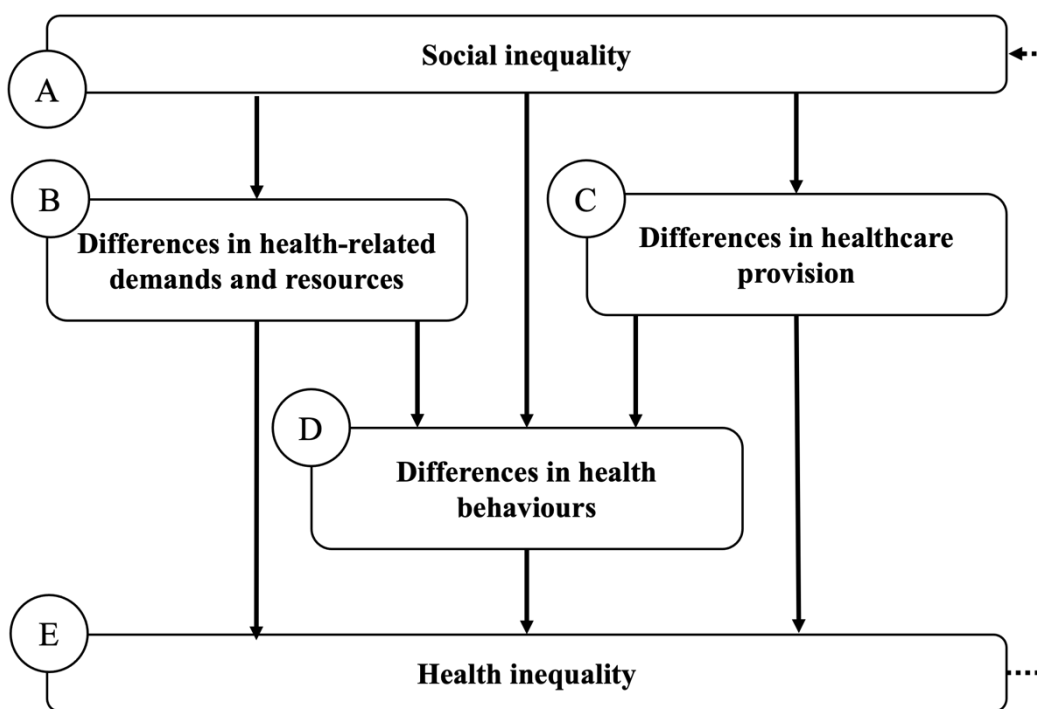 Social inequality
A
B
Differences in health-related
demands and resources
C
Differences in healthcare
provision
D
Differences in health
behaviours
E
Health inequality